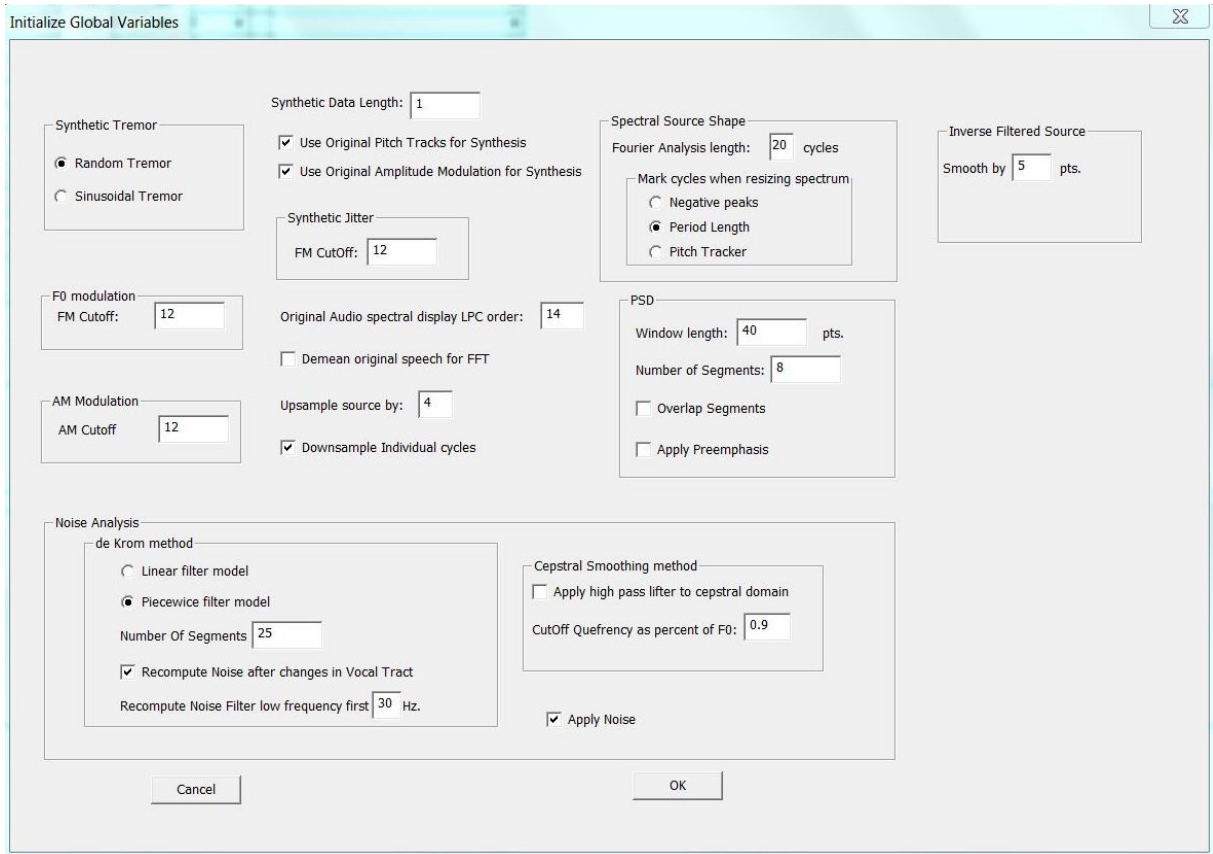 Initialize Global Variables
Synthetic Data Length: 1
Synthetic Tremor
Random Tremor
Sinusoidal Tremor
Use Original Pitch Tracks for Synthesis
Use Original Amplitude Modulation for Synthesis
Synthetic Jitter
FM CutOff: 12
Spectral Source Shape
Fourier Analysis length: 20 cycles
Mark cycles when resizing spectrum
Negative peaks
Period Length
Pitch Tracker
Inverse Filtered Source
Smooth by 5 pts.
F0 modulation
FM Cutoff: 12
Original Audio spectral display LPC order: 14
Demean original speech for FFT
PSD
Window length: 40 pts.
Number of Segments: 8
Overlap Segments
Apply Preemphasis
AM Modulation
AM Cutoff 12
Upsample source by: 4
Downsample Individual cycles
Noise Analysis
de Krom method
Linear filter model
Piecewice filter model
Number Of Segments 25
Recompute Noise after changes in Vocal Tract
Recompute Noise Filter low frequency first 30 Hz.
Cepstral Smoothing method
Apply high pass lifter to cepstral domain
CutOff Quefrency as percent of F0: 0.9
Apply Noise
Cancel
OK